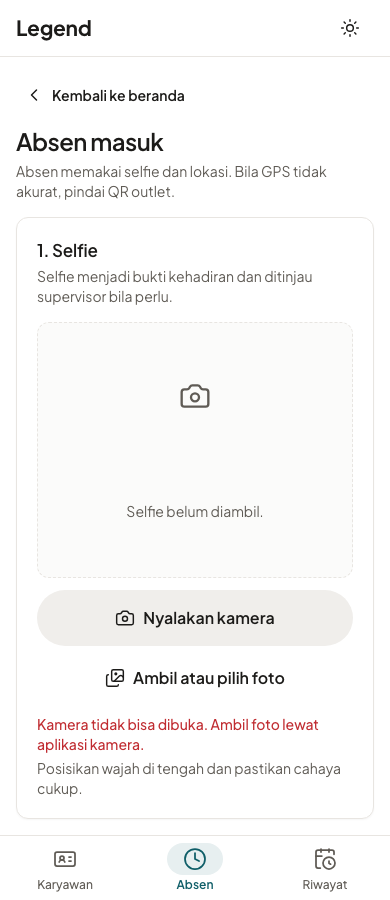 Legend
Kembali ke beranda
Absen masuk
Absen memakai selfie dan lokasi. Bila GPS tidak
akurat, pindai QR outlet.
1. Selfie
Selfie menjadi bukti kehadiran dan ditinjau
supervisor bila perlu.
Selfie belum diambil.
Nyalakan kamera
Ambil atau pilih foto
Kamera tidak bisa dibuka. Ambil foto lewat
aplikasi kamera.
Posisikan wajah di tengah dan pastikan cahaya
cukup.
Karyawan
Absen
Riwayat